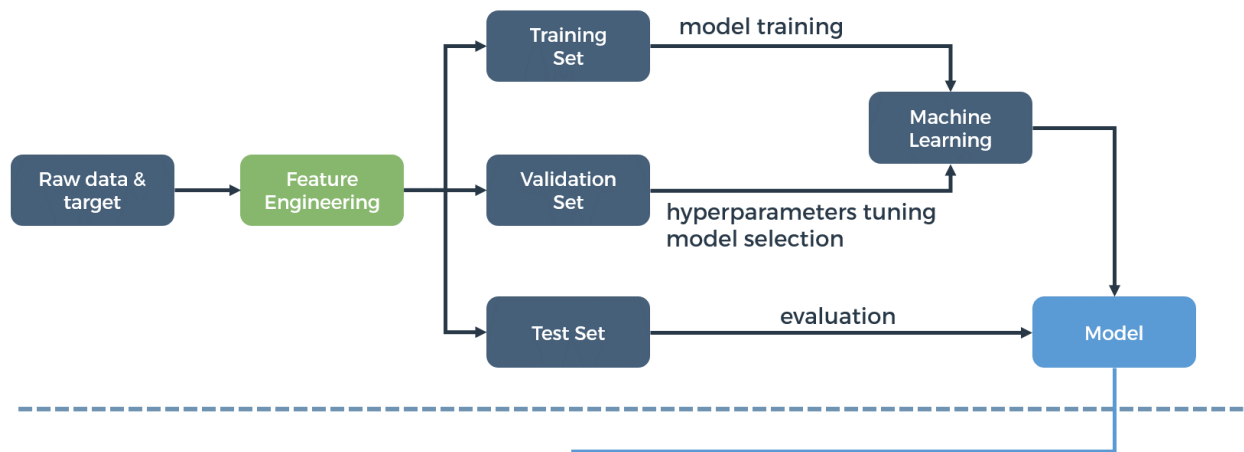 Training
Set
model training
Machine
Learning
Raw data &
target
Feature
Engineering
Validation
Set
hyperparameters tuning
model selection
Test Set
evaluation
Model